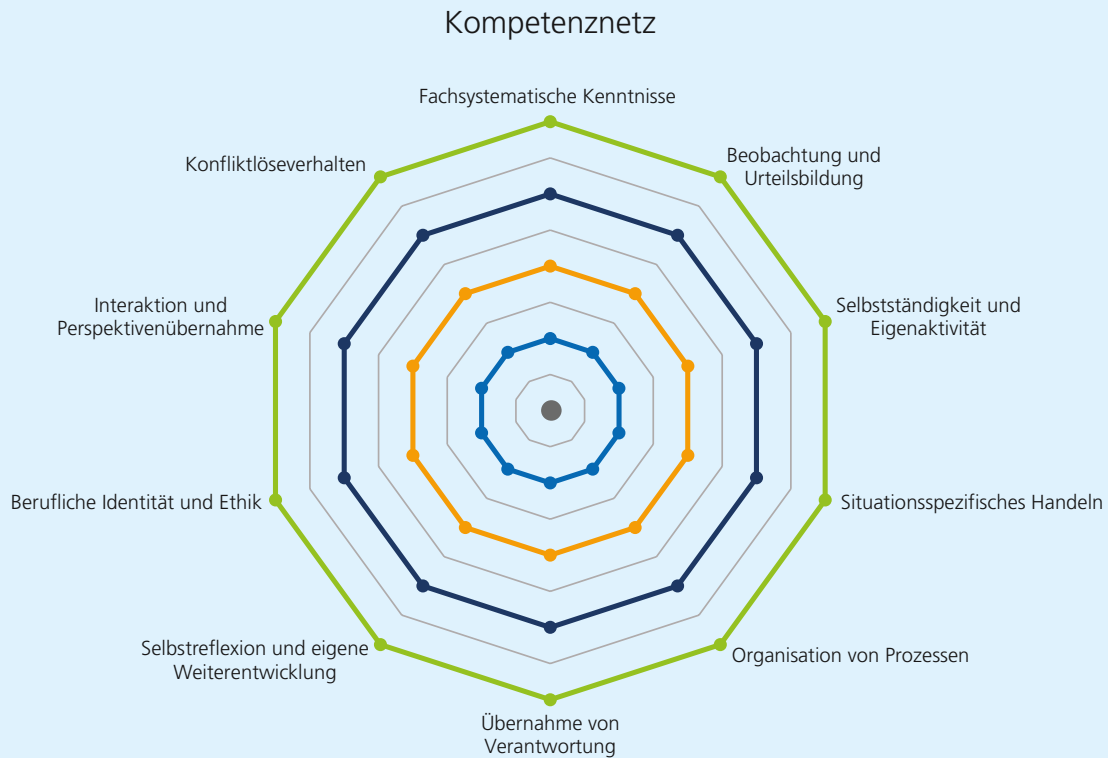 Kompetenznetz
Fachsystematische Kenntnisse
Beobachtung und
Urteilsbildung
Selbstständigkeit und
Eigenaktivität
Situationsspezifisches Handeln
Organisation von Prozessen
Übernahme von
Verantwortung
Selbstreflexion und eigene
Weiterentwicklung
Berufliche Identität und Ethik
Interaktion und
Perspektivenübernahme
Konfliktlöseverhalten